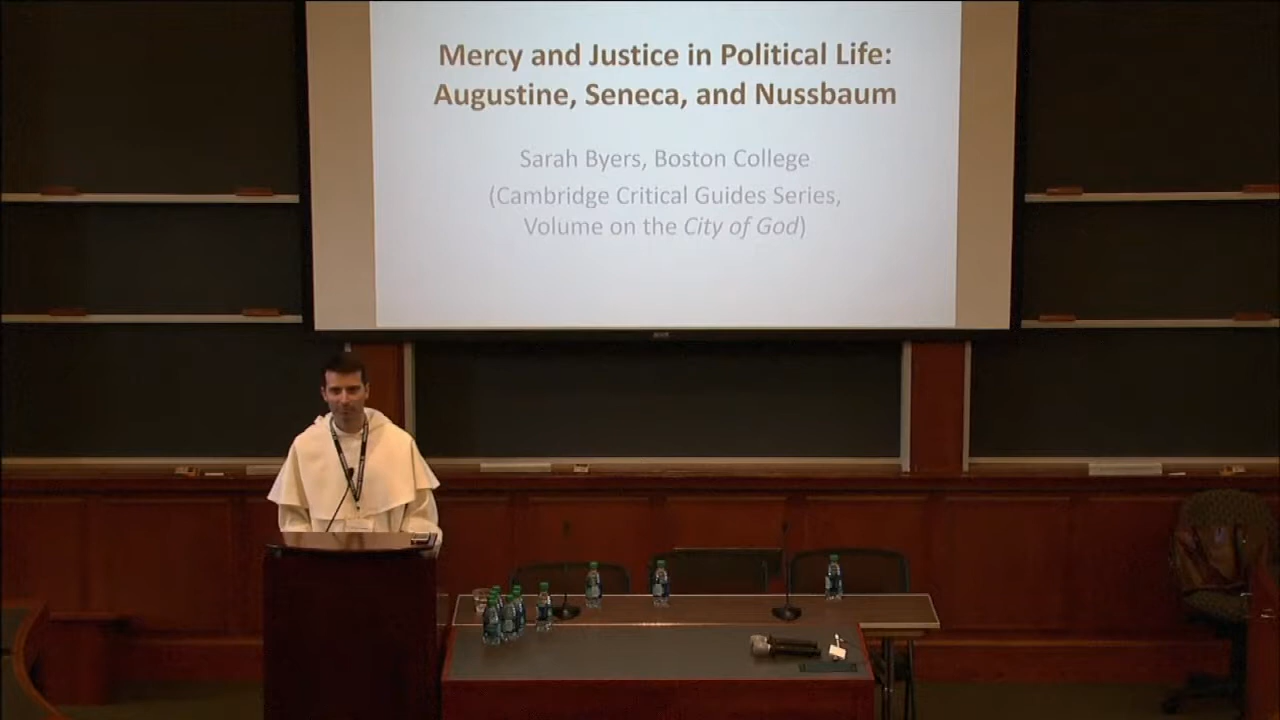 Mercy and Justice in Political Life:
Augustine, Seneca, and Nussbaum
Sarah Byers, Boston College
(Cambridge Critical Guides Series,
Volume on the City of God)